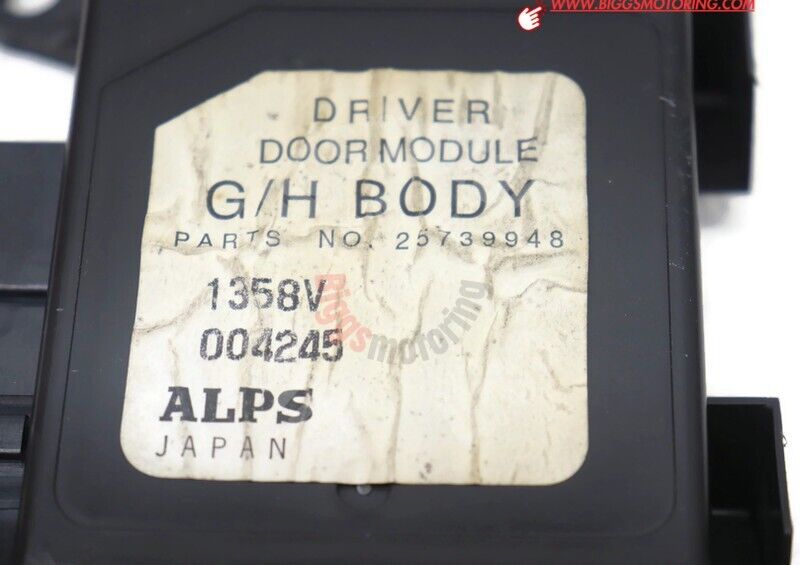 WWW.BIGGSMOTORING.COM
DRIVER
DOOR MODULE
G/H BODY
PARTS NO. 25739948
1358V
004245
Biggsmotoring
ALPS
JAPAN